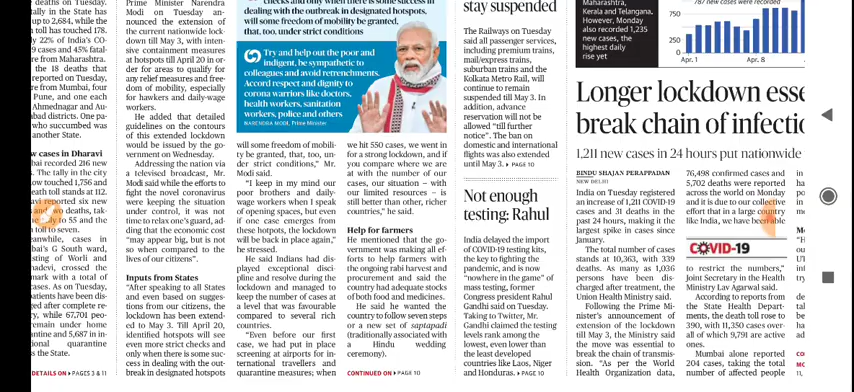 deaths on Tuesday,
tally in the State has
up to 2,684, while the
toll has touched 178.
ly 22% of India's CO-
9 cases and 45% fatal-
re from Maharashtra.
the 18 deaths that
reported on Tuesday,
re from Mumbai, four
Pune, and one each
Ahmednagar and Au-
bad districts. One pa-
who succumbed was
another State.
w cases in Dharavi
bai recorded 216 new
s. The tally in the city
ow touched 1,756 and
eath toll stands at 112.
avi reported six new
and two deaths, tak-
ly to 55 and the
toll to seven.
eanwhile, cases in
bai's G South ward,
sting of Worli and
hadevi, crossed the
mark with a total of
cases. As on Tuesday,
atients have been dis-
ged after complete re-
y, while 67,701 peo-
remain under home
antine and 5,687 in in-
ional quarantine
s the State.
DETAILS ON ▸ PAGES 3 & 11
Prime Minister Narendra
Modi on Tuesday an-
nounced the extension of
the current nationwide lock-
down till May 3, with inten-
sive containment measures
at hotspots till April 20 in or-
der for areas to qualify for
any relief measures and free-
dom of mobility, especially
for hawkers and daily-wage
workers.
He added that detailed
guidelines on the contours
of this extended lockdown
would be issued by the go-
vernment on Wednesday.
Addressing the nation via
a televised broadcast, Mr.
Modi said while the efforts to
fight the novel coronavirus
were keeping the situation
under control, it was not
time to relax one's guard, ad-
ding that the economic cost
"may appear big, but is not
so when compared to the
lives of our citizens".
Inputs from States
"After speaking to all States
and even based on sugges-
tions from our citizens, the
lockdown has been extend-
ed to May 3. Till April 20,
identified hotspots will see
even more strict checks and
only when there is some suc-
cess in dealing with the out-
break in designated hotspots
checks and only when there is some success in
dealing with the outbreak in designated hotspots,
will some freedom of mobility be granted,
that, too, under strict conditions
Try and help out the poor and
indigent, be sympathetic to
colleagues and avoid retrenchments.
Accord respect and dignity to
corona warriors like doctors,
health workers, sanitation
workers, police and others
NARENDRA MODI, Prime Minister
will some freedom of mobili-
ty be granted, that, too, un-
der strict conditions," Mr.
Modi said.
"I keep in mind our
poor brothers and daily-
wage workers when I speak
of opening spaces, but even
if one case emerges from
these hotspots, the lockdown
will be back in place again,"
he stressed.
He said Indians had dis-
played exceptional disci-
pline and resolve during the
lockdown and managed to
keep the number of cases at
a level that was favourable
compared to several rich
countries.
"Even before our first
case, we had put in place
screening at airports for in-
ternational travellers and
quarantine measures; when
we hit 550 cases, we went in
for a strong lockdown, and if
you compare where we are
at with the number of our
cases, our situation – with
our limited resources – is
still better than other, richer
countries," he said.
Help for farmers
He mentioned that the go-
vernment was making all ef-
forts to help farmers with
the ongoing rabi harvest and
procurement and said the
country had adequate stocks
of both food and medicines.
He said he wanted the
country to follow seven steps
or a new set of saptapadi
(traditionally associated with
a Hindu wedding
ceremony).
CONTINUED ON ▸ PAGE 10
stay suspended
The Railways on Tuesday
said all passenger services,
including premium trains,
mail/express trains,
suburban trains and the
Kolkata Metro Rail, will
continue to remain
suspended till May 3. In
addition, advance
reservation will not be
allowed "till further
notice". The ban on
domestic and international
flights was also extended
until May 3. ▸ PAGE 10
Not enough
testing: Rahul
India delayed the import
of COVID-19 testing kits,
the key to fighting the
pandemic, and is now
"nowhere in the game" of
mass testing, former
Congress president Rahul
Gandhi said on Tuesday.
Taking to Twitter, Mr.
Gandhi claimed the testing
levels rank among the
lowest, even lower than
the least developed
countries like Laos, Niger
and Honduras. ▸ PAGE 10
Maharashtra,
Kerala and Telangana.
However, Monday
also recorded 1,235
new cases, the
highest daily
rise yet
787 new cases were recorded
750
250
0
Apr. 1
Apr. 8
Longer lockdown esse
break chain of infectio
1,211 new cases in 24 hours put nationwide
BINDU SHAJAN PERAPPADAN
NEW DELHI
India on Tuesday registered
an increase of 1,211 COVID-19
cases and 31 deaths in the
past 24 hours, making it the
largest spike in cases since
January.
The total number of cases
stands at 10,363, with 339
deaths. As many as 1,036
persons have been dis-
charged after treatment, the
Union Health Ministry said.
Following the Prime Mi-
nister's announcement of
extension of the lockdown
till May 3, the Ministry said
the move was essential to
break the chain of transmis-
sion. "As per the World
Health Organization data,
76,498 confirmed cases and
5,702 deaths were reported
across the world on Monday
and it is due to our collective
effort that in a large country
like India, we have been able
COVID-19
to restrict the numbers,"
Joint Secretary in the Health
Ministry Lav Agarwal said.
According to reports from
the State Health Depart-
ments, the death toll rose to
390, with 11,350 cases over-
all of which 9,791 are active
ones.
Mumbai alone reported
204 cases, taking the total
number of affected people